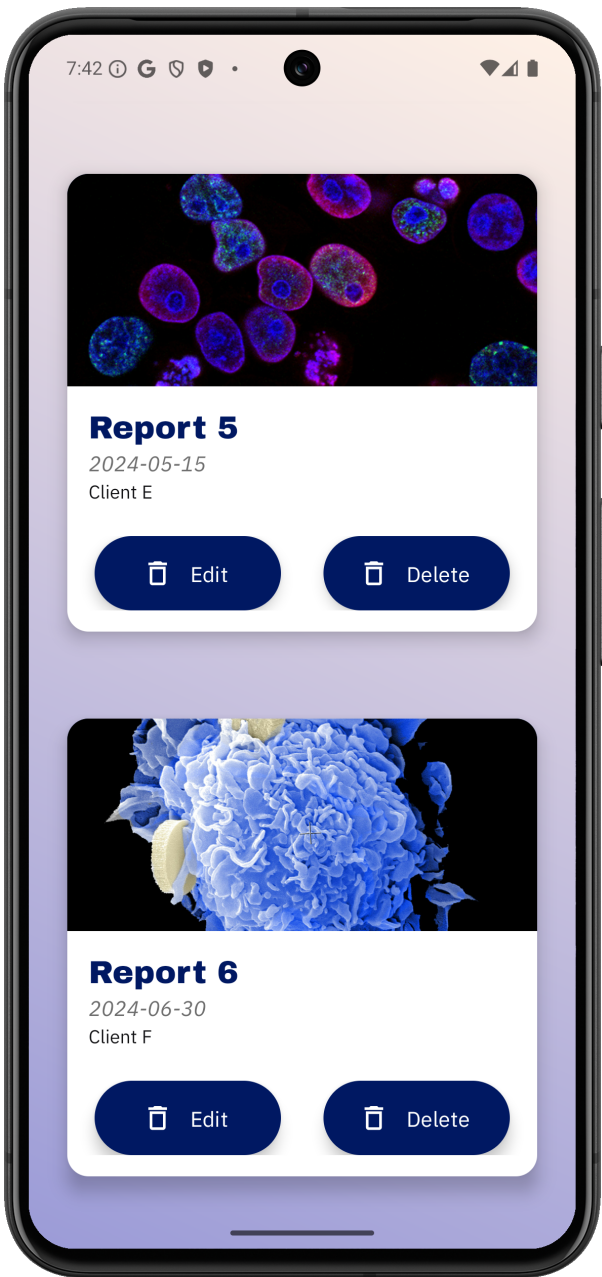 7:42
Report 5
2024-05-15
Client E
Edit Delete
Report 6
2024-06-30
Client F
Edit Delete